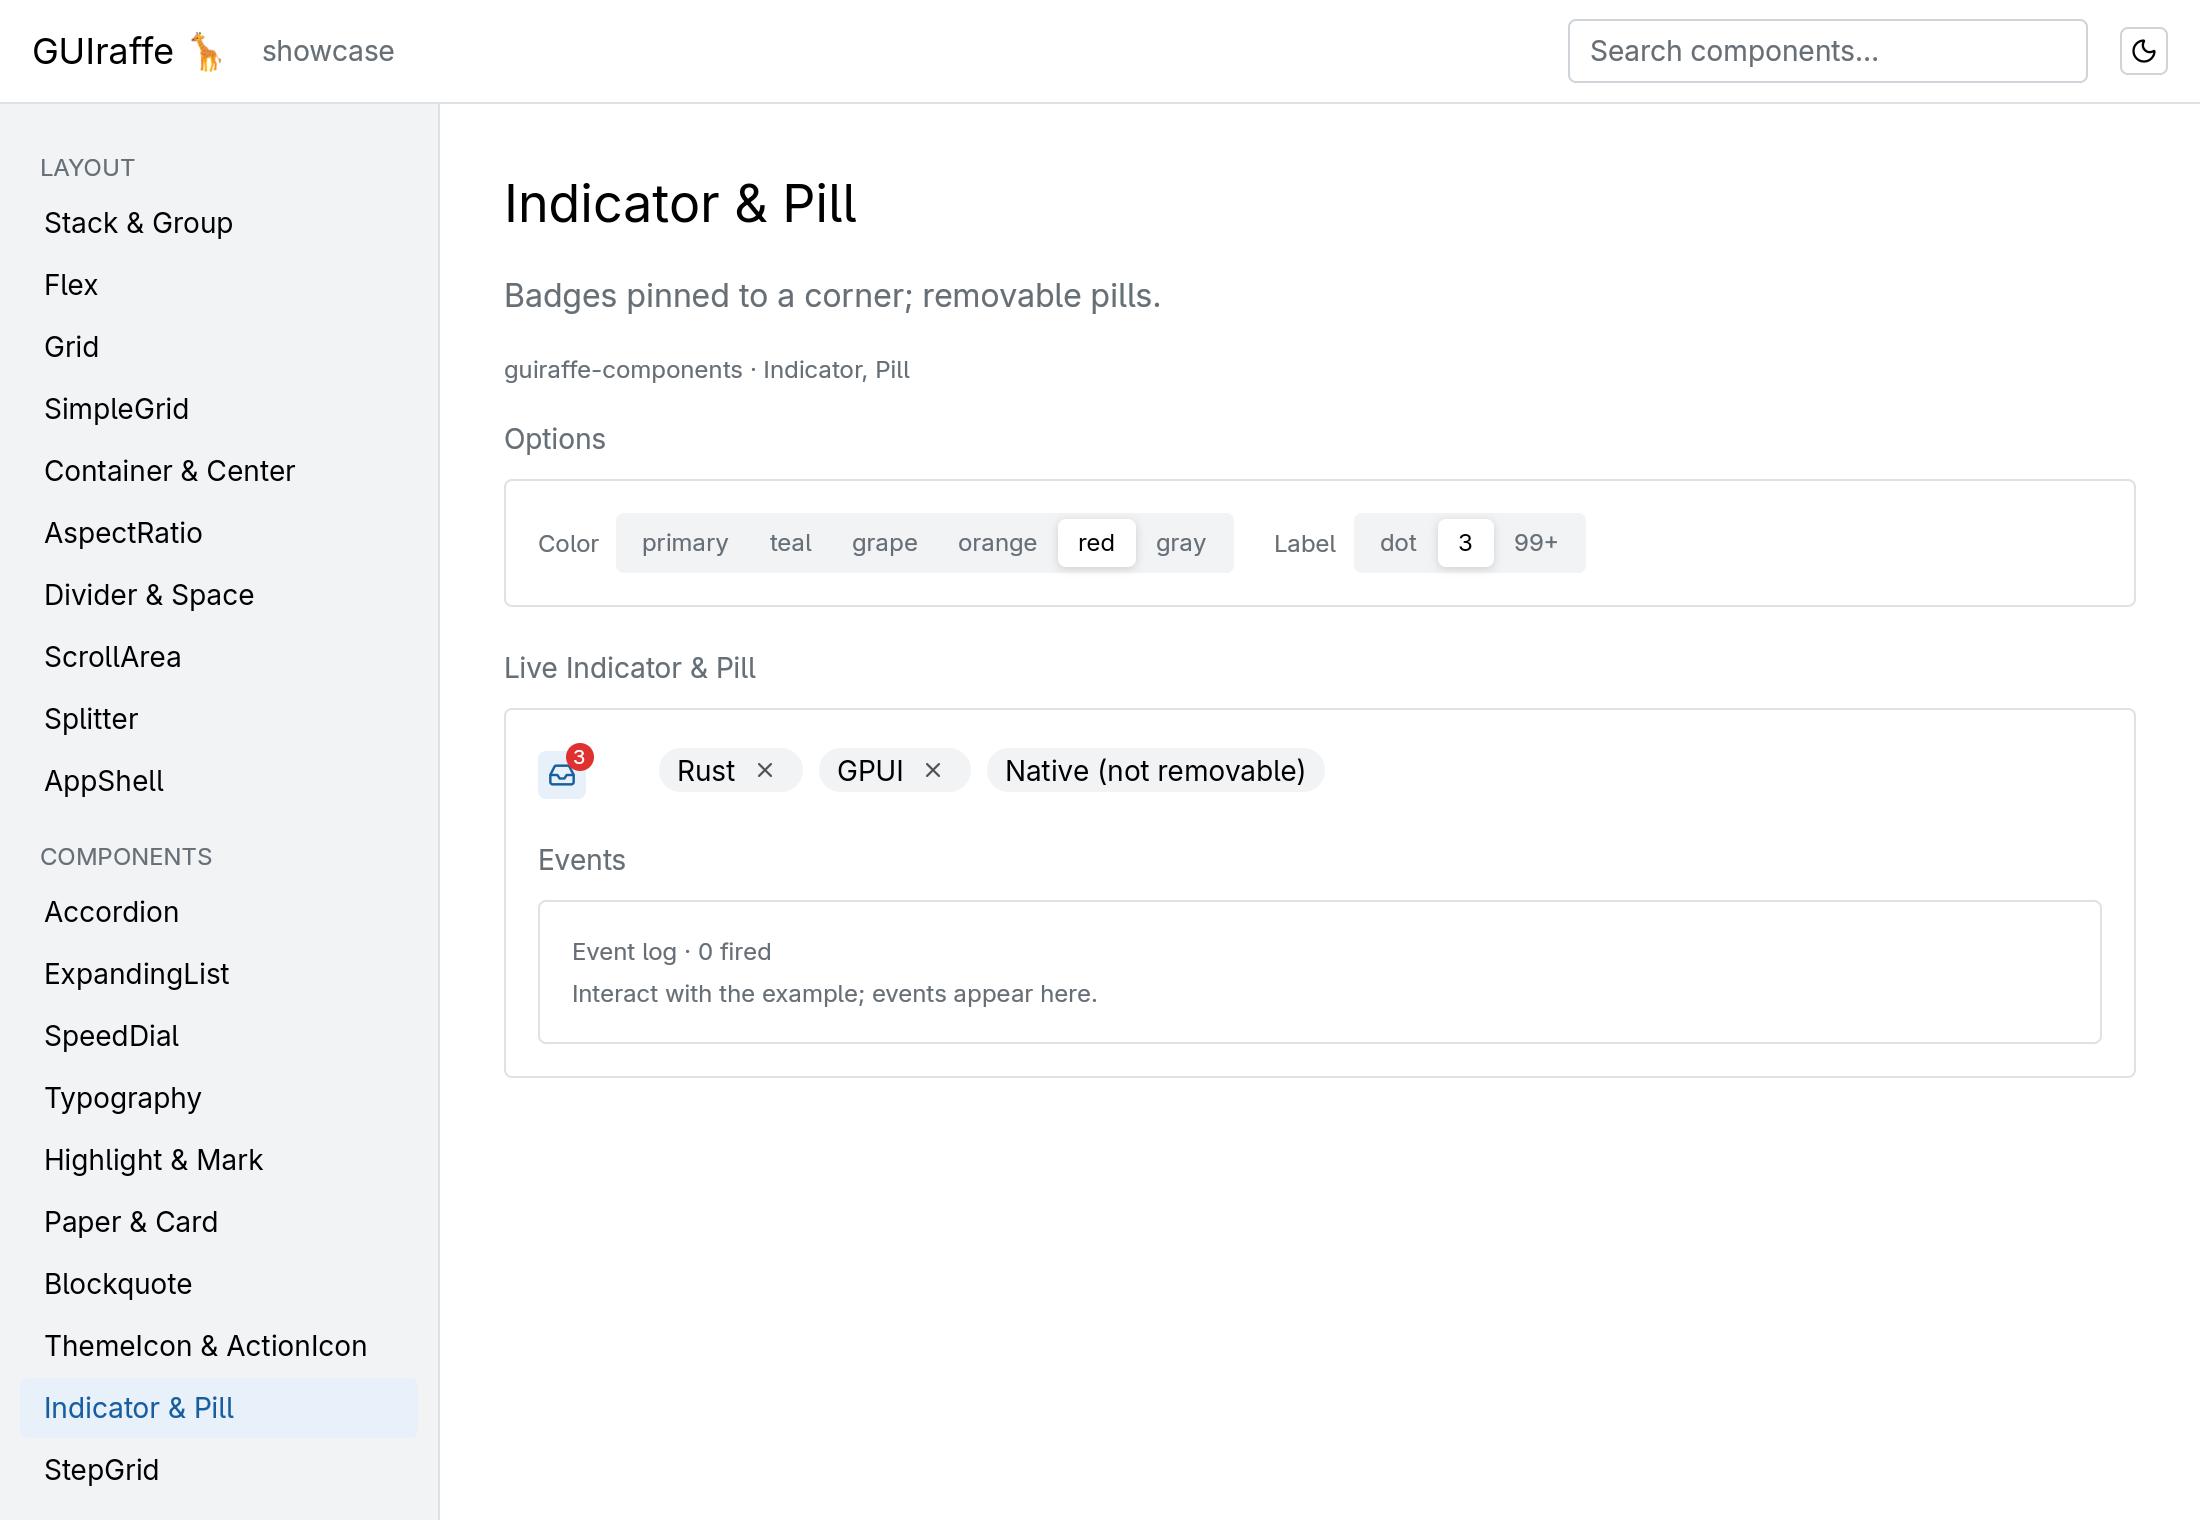 GUIraffe 🦒 showcase Search components...
LAYOUT
Stack & Group
Flex
Grid
SimpleGrid
Container & Center
AspectRatio
Divider & Space
ScrollArea
Splitter
AppShell
COMPONENTS
Accordion
ExpandingList
SpeedDial
Typography
Highlight & Mark
Paper & Card
Blockquote
ThemeIcon & ActionIcon
Indicator & Pill
StepGrid
Indicator & Pill
Badges pinned to a corner; removable pills.
guiraffe-components · Indicator, Pill
Options
Color primary teal grape orange red gray Label dot 3 99+
Live Indicator & Pill
3 Rust GPUI Native (not removable)
Events
Event log · 0 fired
Interact with the example; events appear here.